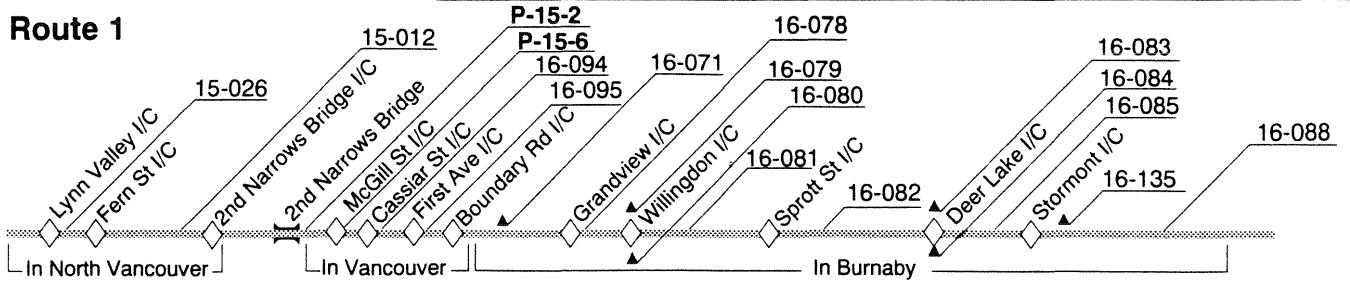 Route 1
15-026
15-012
P-15-2
P-15-6
16-094
16-095
16-071
16-078
16-079
16-080
16-081
16-082
16-083
16-084
16-085
16-135
16-088
Lynn Valley I/C
Fern St I/C
2nd Narrows Bridge I/C
2nd Narrows Bridge
McGill St I/C
Cassiar St I/C
First Ave I/C
Boundary Rd I/C
Grandview I/C
Willingdon I/C
Sprott St I/C
Deer Lake I/C
Stormont I/C
In North Vancouver
In Vancouver
In Burnaby